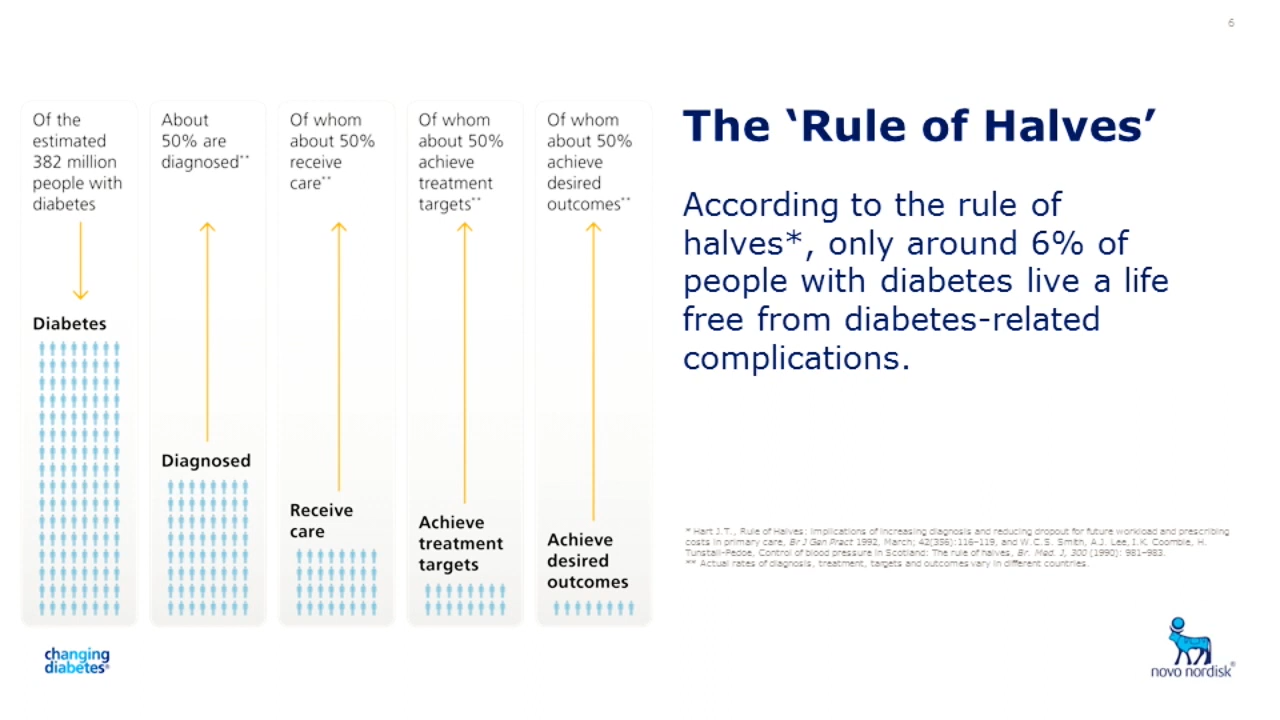 6
Of the
estimated
382 million
people with
diabetes
About
50% are
diagnosed**
Of whom
about 50%
receive
care**
Of whom
about 50%
achieve
treatment
targets**
Of whom
about 50%
achieve
desired
outcomes**
Diabetes
Diagnosed
Receive
care
Achieve
treatment
targets
Achieve
desired
outcomes
The ‘Rule of Halves’
According to the rule of
halves*, only around 6% of
people with diabetes live a life
free from diabetes-related
complications.
* Hart J.T., Rule of Halves: implications of increasing diagnosis and reducing dropout for future workload and prescribing
costs in primary care, Br J Gen Pract 1992, March; 42(356):116–119, and W.C.S. Smith, A.J. Lee, I.K. Coombie, H.
Tunstall-Pedoe, Control of blood pressure in Scotland: The rule of halves, Br. Med. J, 300 (1990): 981–983.
** Actual rates of diagnosis, treatment, targets and outcomes vary in different countries.
changing
diabetes®
novo nordisk®